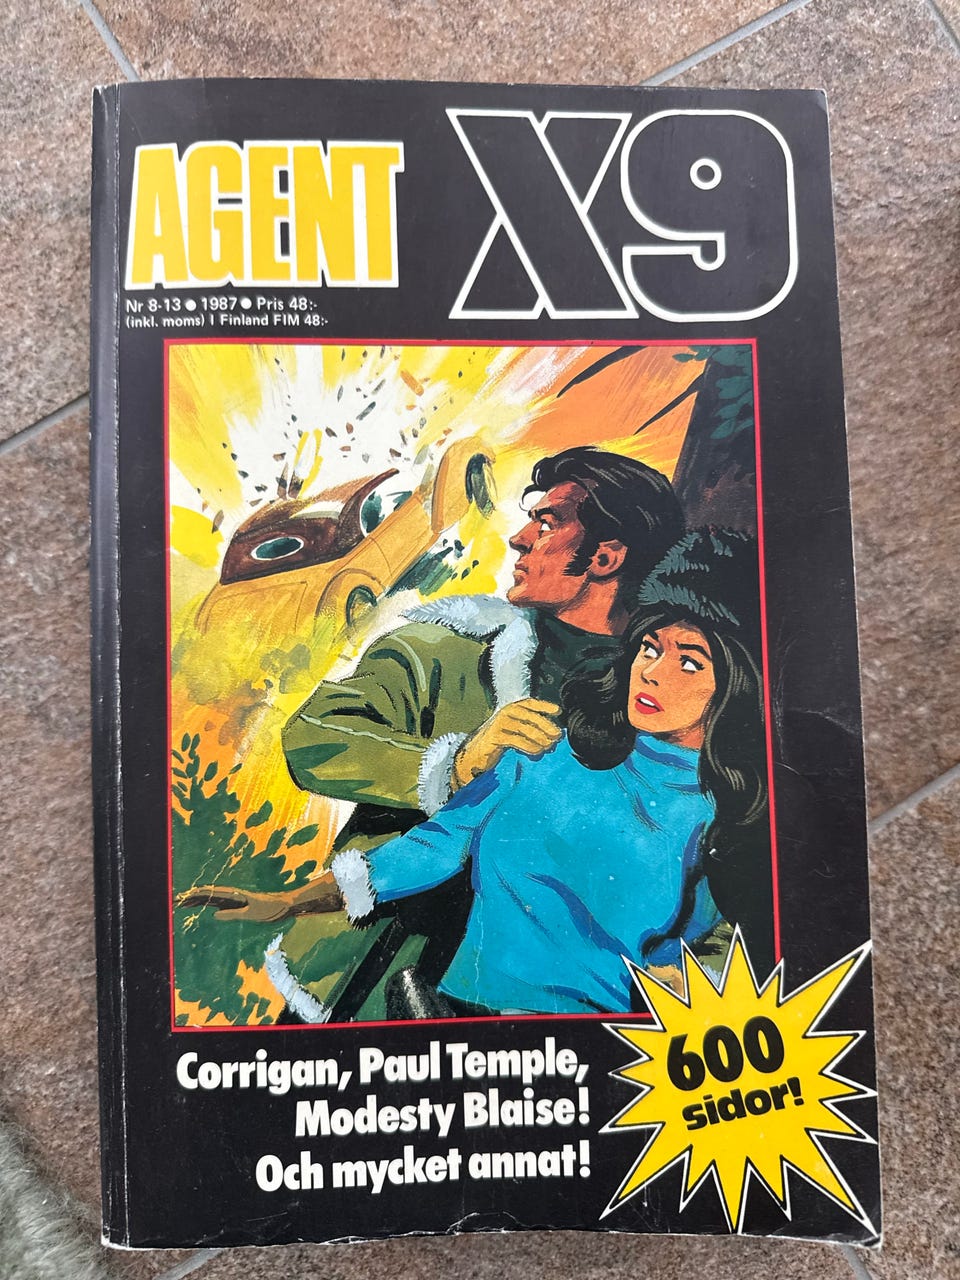 AGENT X9
Nr 8-13 ● 1987 ● Pris 48:-
(inkl. moms) I Finland FIM 48:-
Corrigan, Paul Temple,
Modesty Blaise!
Och mycket annat!
600
sidor!